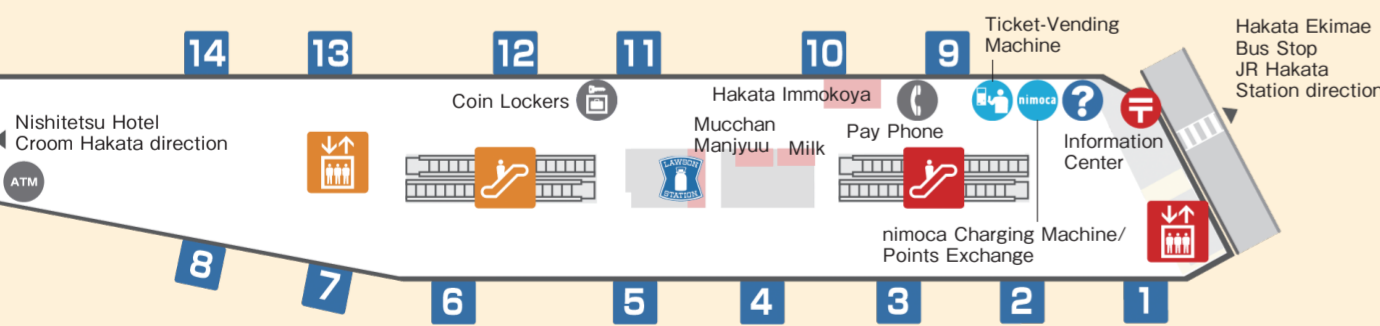 Ticket-Vending
Machine
Hakata Ekimae
Bus Stop
JR Hakata
Station direction
14
13
12
11
10
9
Coin Lockers
Hakata Immokoya
nimoca
?
Nishitetsu Hotel
Croom Hakata direction
Mucchan
Manjyuu
Milk
Pay Phone
Information
Center
ATM
LAWSON
STATION
nimoca Charging Machine/
Points Exchange
8
7
6
5
4
3
2
1